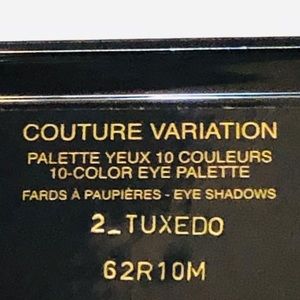 COUTURE VARIATION
PALETTE YEUX 10 COULEURS
10-COLOR EYE PALETTE
FARDS À PAUPIÈRES - EYE SHADOWS
2_TUXEDO
62R10M